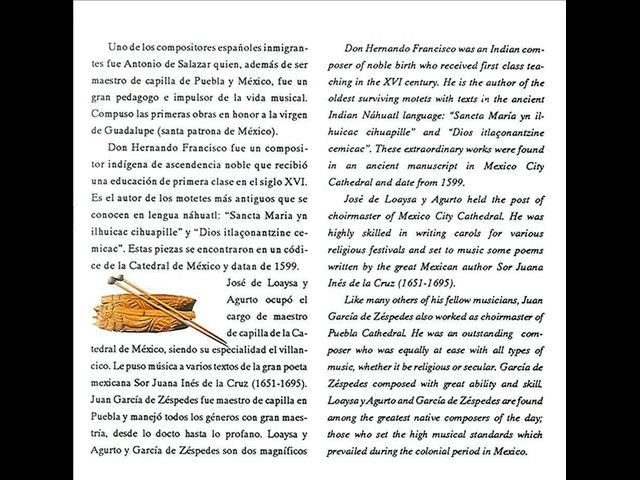 Uno de los compositores españoles inmigran-
tes fue Antonio de Salazar quien, además de ser
maestro de capilla de Puebla y México, fue un
gran pedagogo e impulsor de la vida musical.
Compuso las primeras obras en honor a la virgen
de Guadalupe (santa patrona de México).
Don Hernando Francisco fue un composi-
tor indígena de ascendencia noble que recibió
una educación de primera clase en el siglo XVI.
Es el autor de los motetes más antiguos que se
conocen en lengua náhuatl: “Sancta Maria yn
ilhuicac cihuapille” y “Dios itlaçonantzine ce-
micac”. Estas piezas se encontraron en un códi-
ce de la Catedral de México y datan de 1599.
José de Loaysa y
Agurto ocupó el
cargo de maestro
de capilla de la Ca-
tedral de México, siendo su especialidad el villan-
cico. Le puso música a varios textos de la gran poeta
mexicana Sor Juana Inés de la Cruz (1651-1695).
Juan García de Zéspedes fue maestro de capilla en
Puebla y manejó todos los géneros con gran maes-
tría, desde lo docto hasta lo profano. Loaysa y
Agurto y García de Zéspedes son dos magníficos
Don Hernando Francisco was an Indian com-
poser of noble birth who received first class tea-
ching in the XVI century. He is the author of the
oldest surviving motets with texts in the ancient
Indian Náhuatl language: “Sancta María yn il-
huicac cihuapille” and “Dios itlaçonantzine
cemicac”. These extraordinary works were found
in an ancient manuscript in Mexico City
Cathedral and date from 1599.
José de Loaysa y Agurto held the post of
choirmaster of Mexico City Cathedral. He was
highly skilled in writing carols for various
religious festivals and set to music some poems
written by the great Mexican author Sor Juana
Inés de la Cruz (1651-1695).
Like many others of his fellow musicians, Juan
García de Zéspedes also worked as choirmaster of
Puebla Cathedral. He was an outstanding com-
poser who was equally at ease with all types of
music, whether it be religious or secular. García de
Zéspedes composed with great ability and skill.
Loaysa y Agurto and García de Zéspedes are found
among the greatest native composers of the day;
those who set the high musical standards which
prevailed during the colonial period in Mexico.